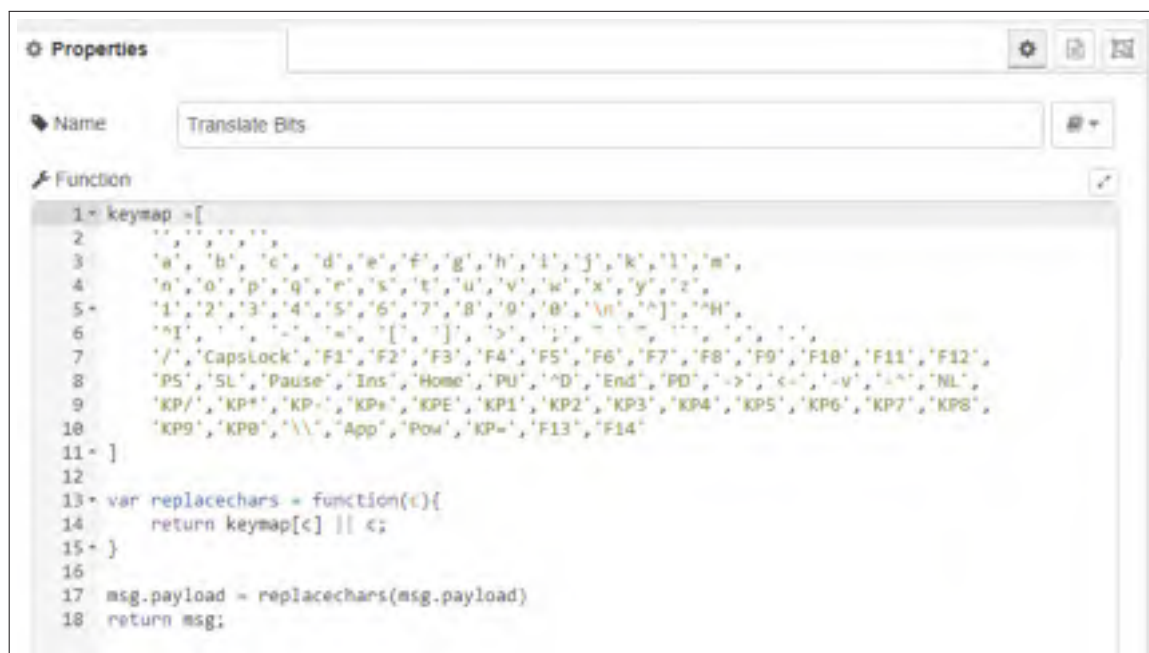 Properties
Name Translate Bits
Function
1 keymap =[
2 '','','','',
3 'a', 'b', 'c', 'd','e','f','g','h','i','j','k','l','m',
4 'n','o','p','q','r','s','t','u','v','w','x','y','z',
5 '1','2','3','4','5','6','7','8','9','0','\n','^]','^H',
6 '^I', ' ', '-', '=', '[', ']', '>', ';',
7 '/','CapsLock','F1','F2','F3','F4','F5','F6','F7','F8','F9','F10','F11','F12',
8 'PS','SL','Pause','Ins','Home','PU','^D','End','PD','->','<-','-v','-^','NL',
9 'KP/','KP*','KP-','KP+','KPE','KP1','KP2','KP3','KP4','KP5','KP6','KP7','KP8',
10 'KP9','KP0','\\','App','Pow','KP=','F13','F14'
11 ]
12
13 var replacechars = function(c){
14 return keymap[c] || c;
15 }
16
17 msg.payload = replacechars(msg.payload)
18 return msg;